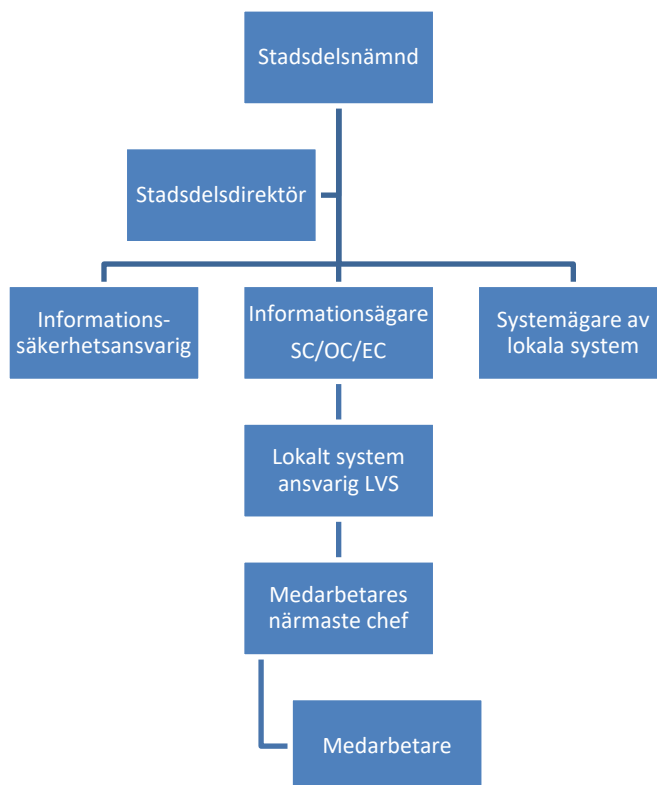 Stadsdelsnämnd
Stadsdelsdirektör
Informations-
säkerhetsansvarig
Informationsägare
SC/OC/EC
Systemägare av
lokala system
Lokalt system
ansvarig LVS
Medarbetares
närmaste chef
Medarbetare